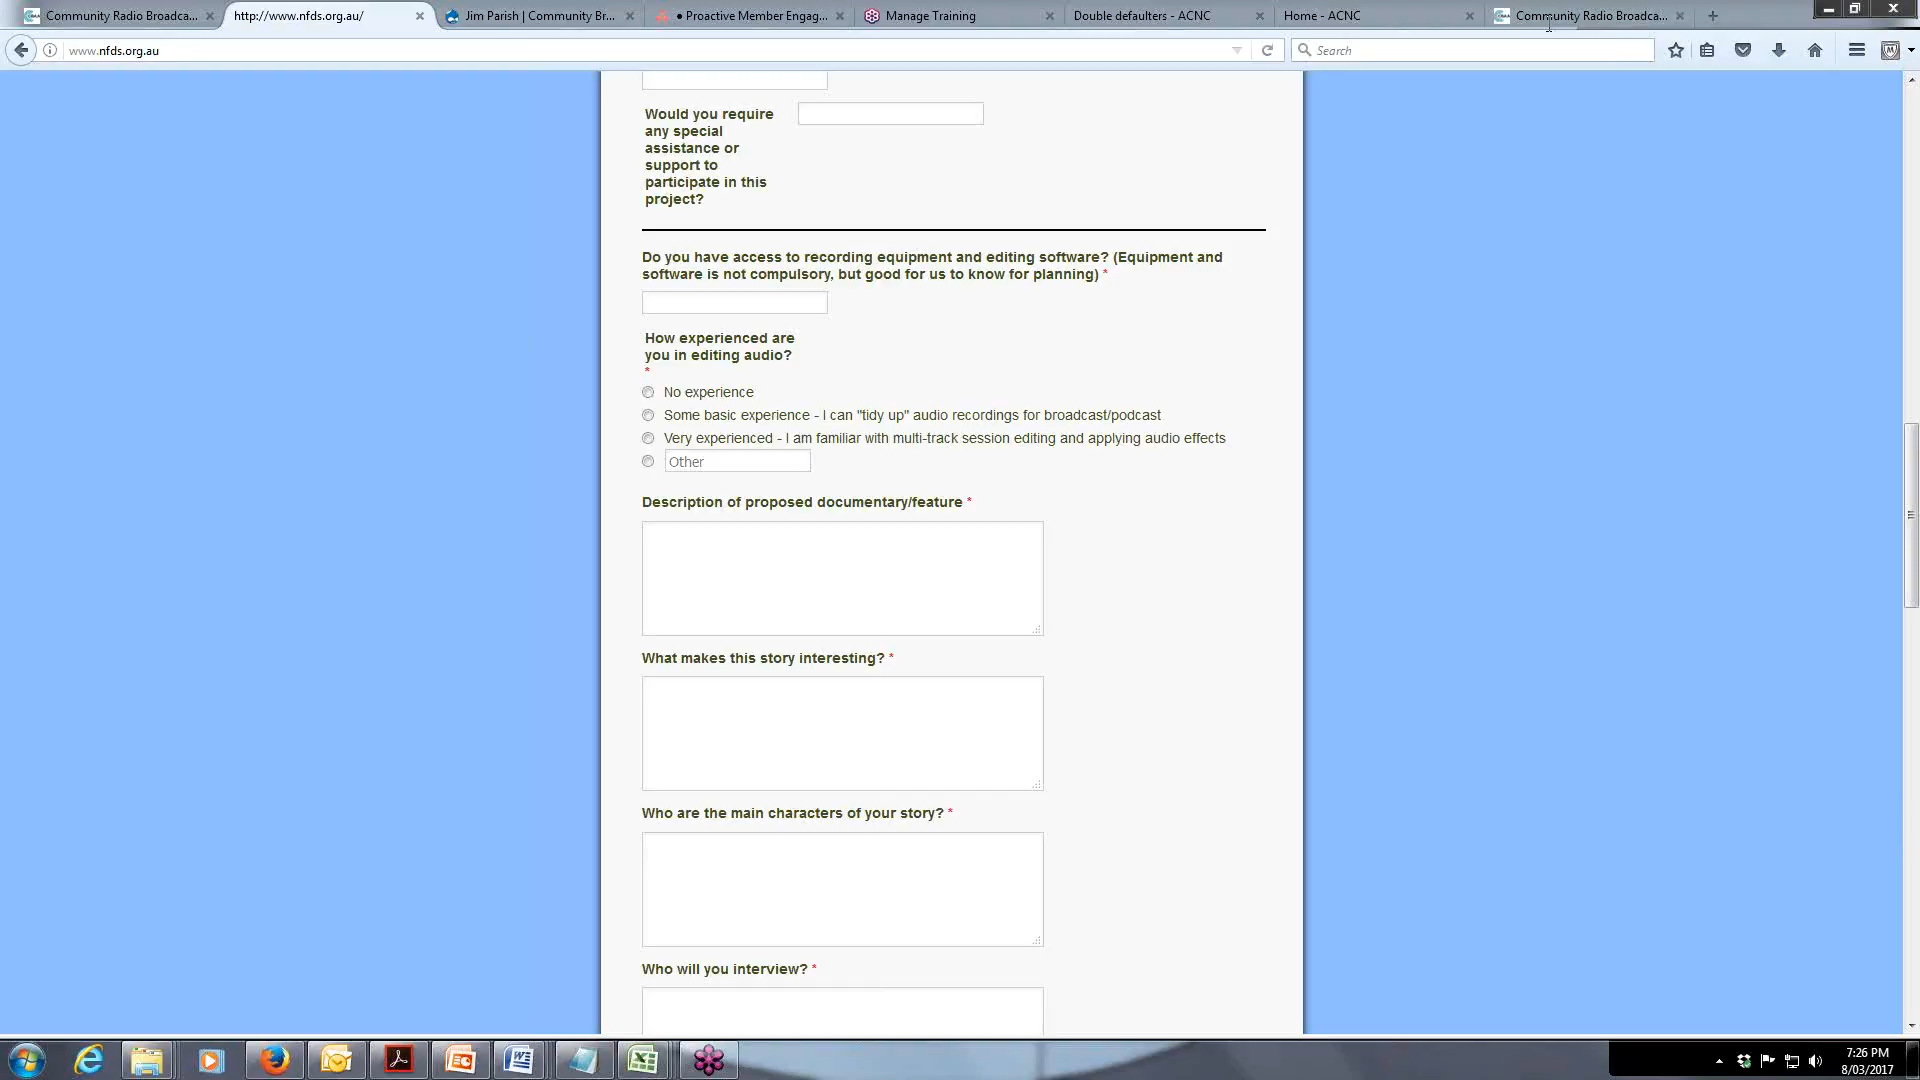 Community Radio Broadca...
http://www.nfds.org.au/
Jim Parish | Community Br...
• Proactive Member Engag...
Manage Training
Double defaulters - ACNC
Home - ACNC
Community Radio Broadca...
www.nfds.org.au
Search
Would you require
any special
assistance or
support to
participate in this
project?
Do you have access to recording equipment and editing software? (Equipment and
software is not compulsory, but good for us to know for planning) *
How experienced are
you in editing audio?
*
No experience
Some basic experience - I can "tidy up" audio recordings for broadcast/podcast
Very experienced - I am familiar with multi-track session editing and applying audio effects
Other
Description of proposed documentary/feature *
What makes this story interesting? *
Who are the main characters of your story? *
Who will you interview? *
7:26 PM
8/03/2017